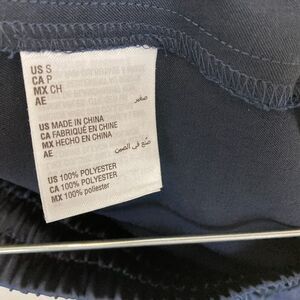 US S
CA P
MX CH
AE صغير
US MADE IN CHINA
CA FABRIQUÉ EN CHINE
MX HECHO EN CHINA
AE صنع في الصين
US 100% POLYESTER
CA 100% POLYESTER
MX 100% poliester